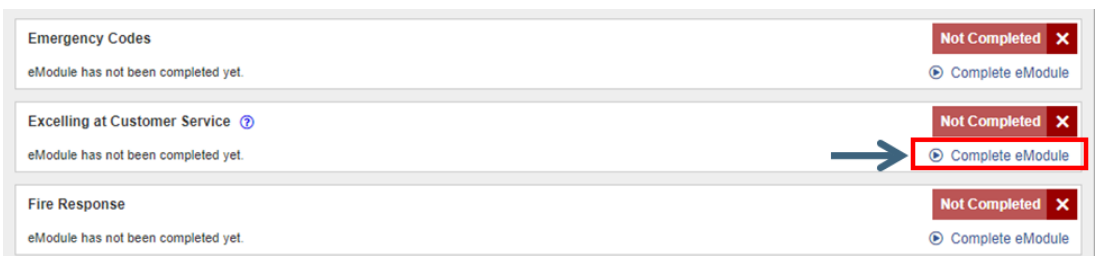 Emergency Codes Not Completed X
eModule has not been completed yet. Complete eModule
Excelling at Customer Service ? Not Completed X
eModule has not been completed yet. Complete eModule
Fire Response Not Completed X
eModule has not been completed yet. Complete eModule